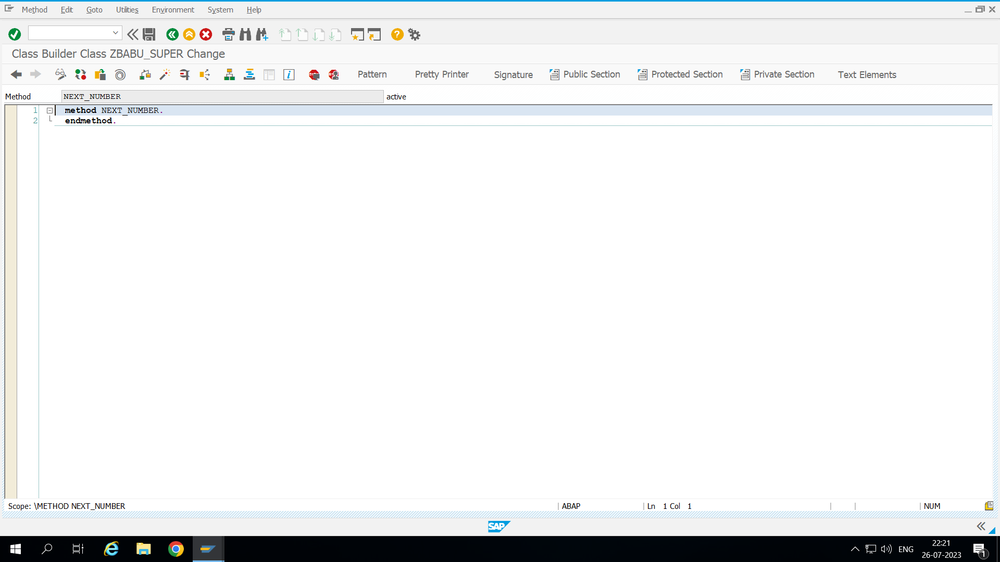 Method Edit Goto Utilities Environment System Help
Class Builder Class ZBABU_SUPER Change
Pattern Pretty Printer Signature Public Section Protected Section Private Section Text Elements
Method NEXT_NUMBER active
1 method NEXT_NUMBER.
2 endmethod.
Scope: \METHOD NEXT_NUMBER ABAP Ln 1 Col 1 NUM
SAP
ENG 22:21
26-07-2023 1